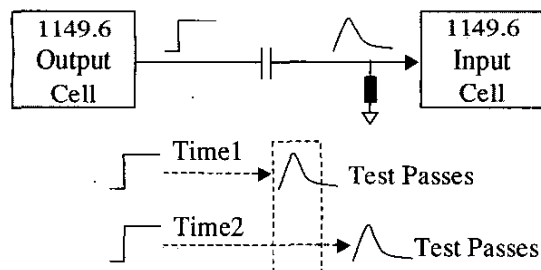 1149.6
Output
Cell
1149.6
Input
Cell
Time1
Test Passes
Time2
Test Passes